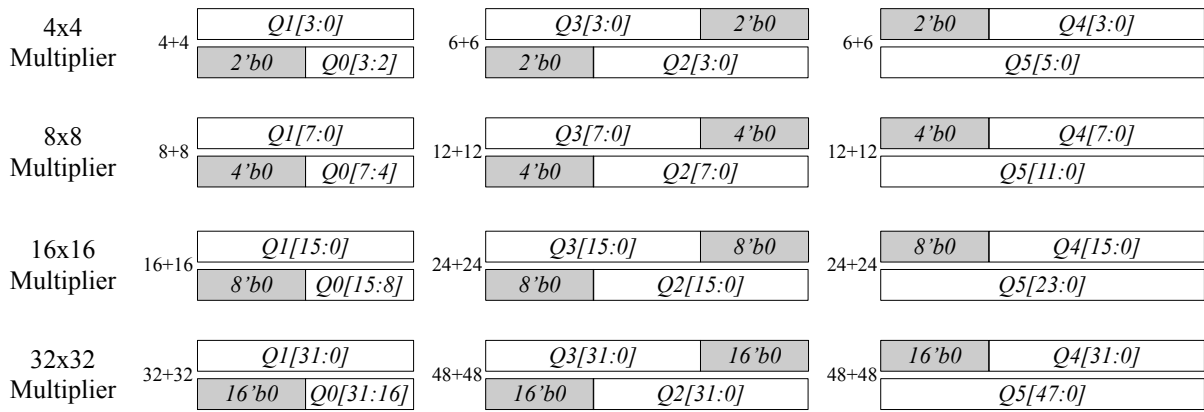 4x4
Multiplier
4+4
Q1[3:0]
2’b0 Q0[3:2]
6+6
Q3[3:0] 2’b0
2’b0 Q2[3:0]
6+6
2’b0 Q4[3:0]
Q5[5:0]
8x8
Multiplier
8+8
Q1[7:0]
4’b0 Q0[7:4]
12+12
Q3[7:0] 4’b0
4’b0 Q2[7:0]
12+12
4’b0 Q4[7:0]
Q5[11:0]
16x16
Multiplier
16+16
Q1[15:0]
8’b0 Q0[15:8]
24+24
Q3[15:0] 8’b0
8’b0 Q2[15:0]
24+24
8’b0 Q4[15:0]
Q5[23:0]
32x32
Multiplier
32+32
Q1[31:0]
16’b0 Q0[31:16]
48+48
Q3[31:0] 16’b0
16’b0 Q2[31:0]
48+48
16’b0 Q4[31:0]
Q5[47:0]